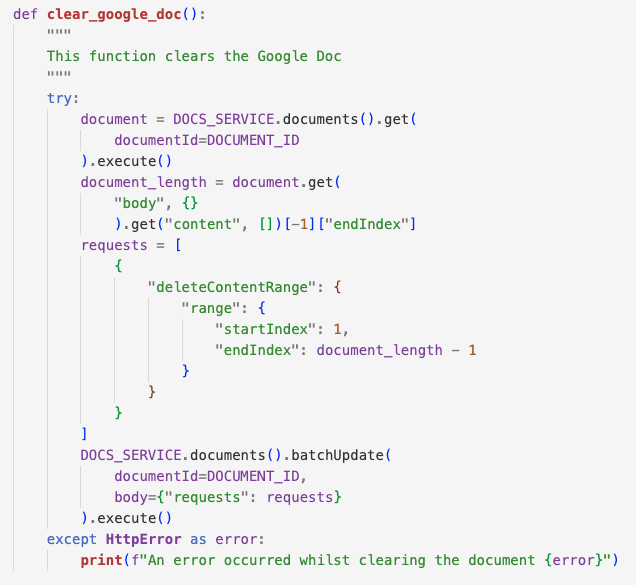 def clear_google_doc():
    """
    This function clears the Google Doc
    """
    try:
        document = DOCS_SERVICE.documents().get(
            documentId=DOCUMENT_ID
        ).execute()
        document_length = document.get(
            "body", {}
            ).get("content", [])[-1]["endIndex"]
        requests = [
            {
                "deleteContentRange": {
                    "range": {
                        "startIndex": 1,
                        "endIndex": document_length - 1
                    }
                }
            }
        ]
        DOCS_SERVICE.documents().batchUpdate(
            documentId=DOCUMENT_ID,
            body={"requests": requests}
        ).execute()
    except HttpError as error:
        print(f"An error occurred whilst clearing the document {error}")